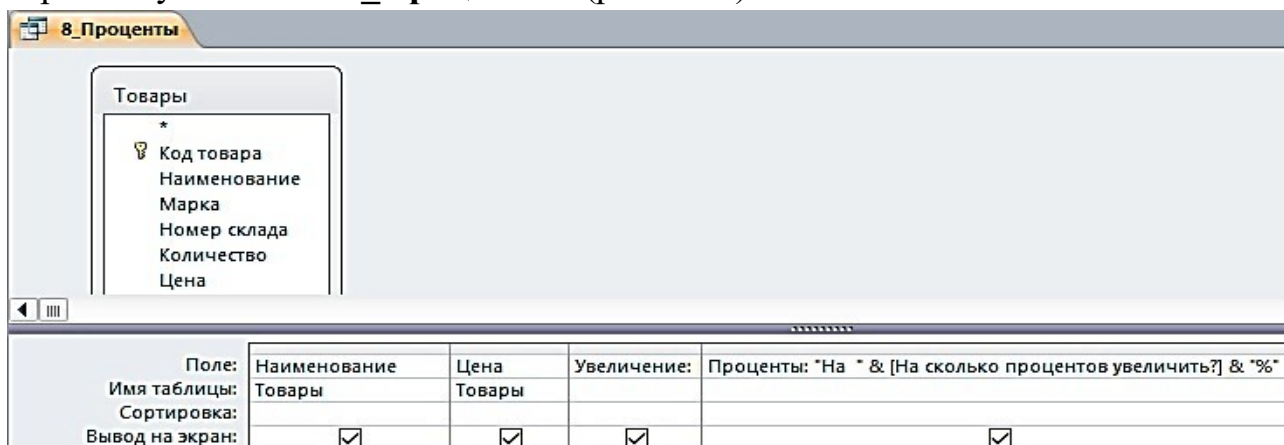 8_Проценты
Товары
*
Код товара
Наименование
Марка
Номер склада
Количество
Цена
Поле: Наименование Цена Увеличение: Проценты: "На " & [На сколько процентов увеличить?] & "%"
Имя таблицы: Товары Товары
Сортировка:
Вывод на экран: